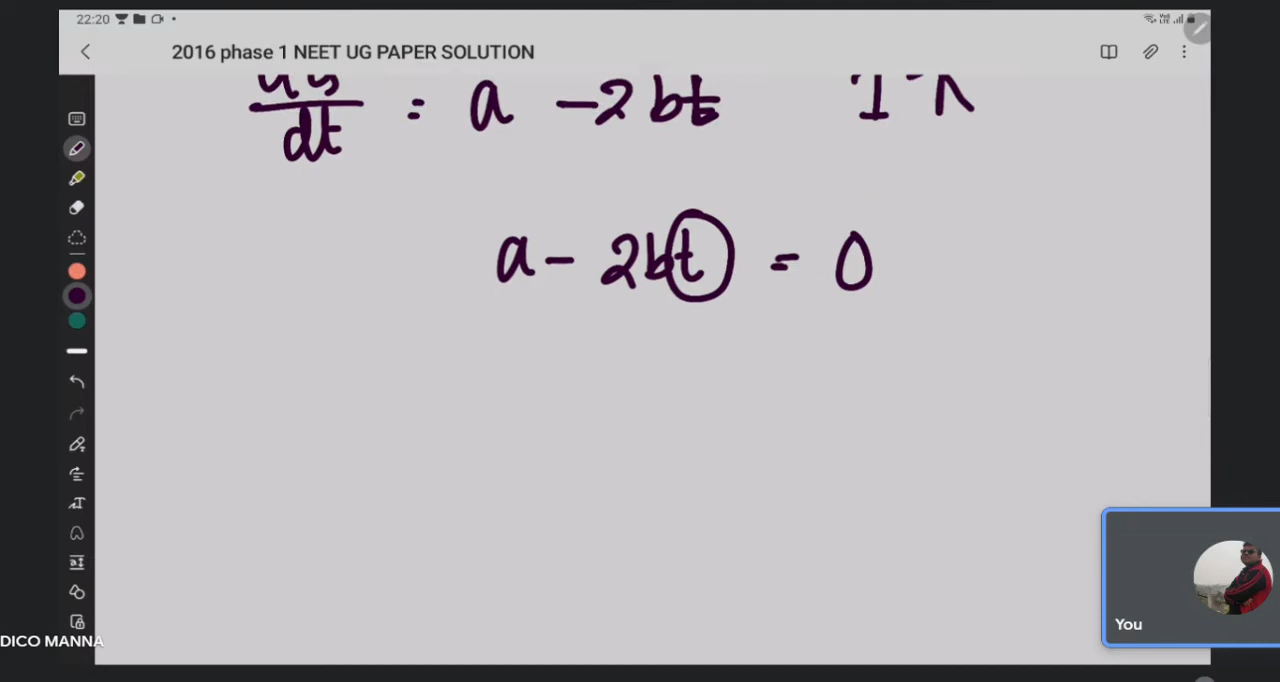 22:20
2016 phase 1 NEET UG PAPER SOLUTION
dt = a - 2bt
a - 2bt = 0
You
DICO MANNA